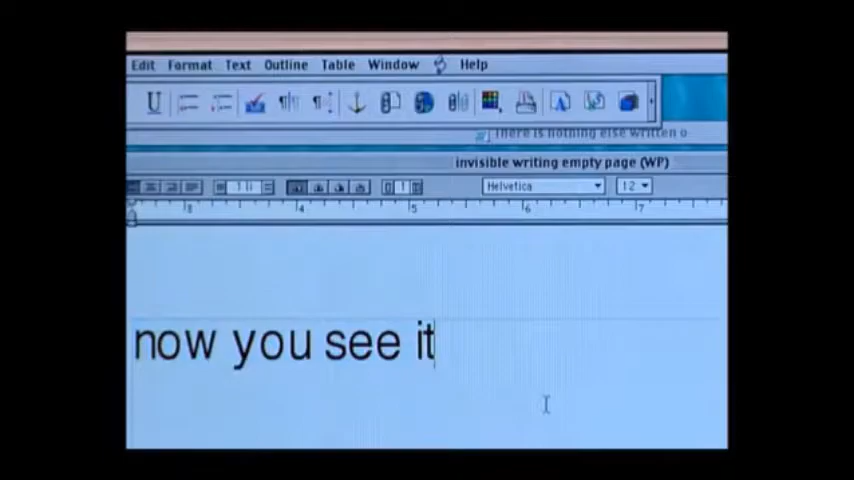 Edit Format Text Outline Table Window Help
U
There is nothing else written o
invisible writing empty page (WP)
Helvetica 12
3 4 5 6 7
now you see it